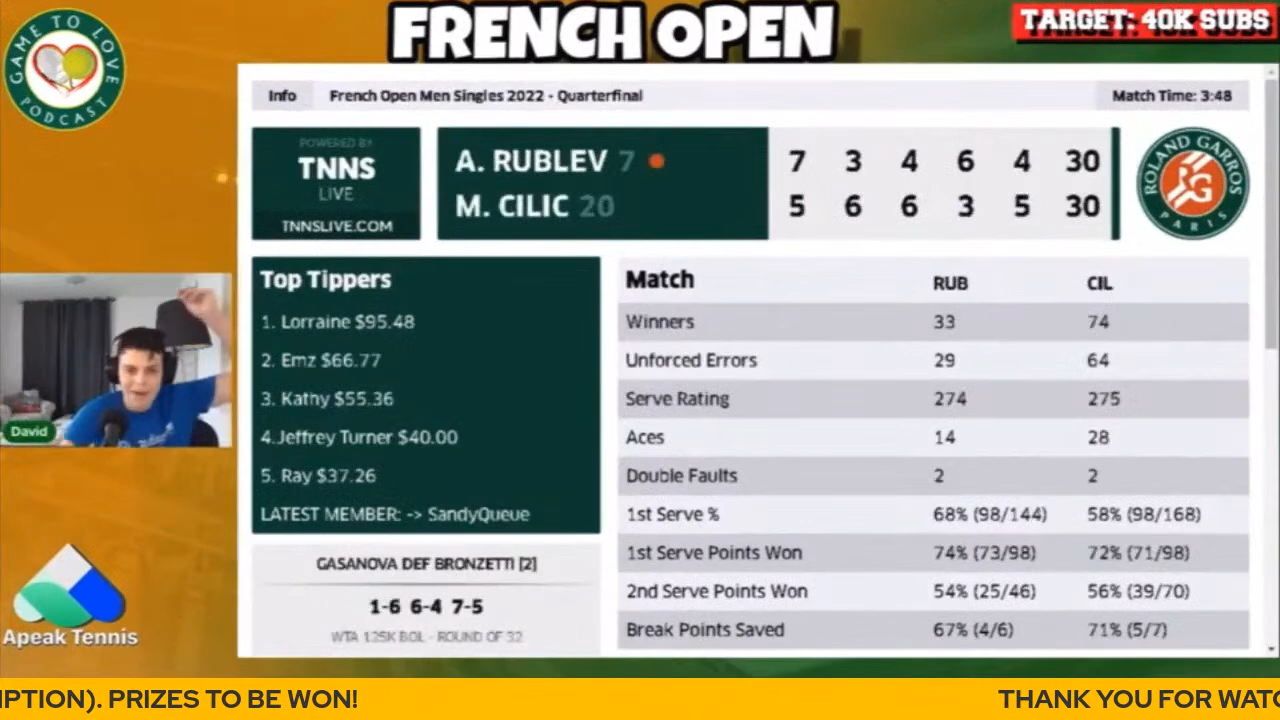 GAME TO LOVE
PODCAST
FRENCH OPEN
TARGET: 40K SUBS
Info French Open Men Singles 2022 - Quarterfinal Match Time: 3:48
POWERED BY
TNNS
LIVE
TNNSLIVE.COM
A. RUBLEV 7 7 3 4 6 4 30
M. CILIC 20 5 6 6 3 5 30
ROLAND GARROS
RG
PARIS
Top Tippers
1. Lorraine $95.48
2. Emz $66.77
3. Kathy $55.36
4.Jeffrey Turner $40.00
5. Ray $37.26
LATEST MEMBER: -> SandyQueue
GASANOVA DEF BRONZETTI [2]
1-6 6-4 7-5
WTA 125K BOL - ROUND OF 32
Match RUB CIL
Winners 33 74
Unforced Errors 29 64
Serve Rating 274 275
Aces 14 28
Double Faults 2 2
1st Serve % 68% (98/144) 58% (98/168)
1st Serve Points Won 74% (73/98) 72% (71/98)
2nd Serve Points Won 54% (25/46) 56% (39/70)
Break Points Saved 67% (4/6) 71% (5/7)
David
Apeak Tennis
IPTION). PRIZES TO BE WON! THANK YOU FOR WATC